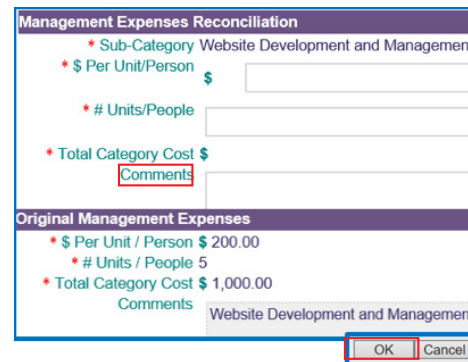 Management Expenses Reconciliation
* Sub-Category Website Development and Managemen
* $ Per Unit/Person $
* # Units/People
* Total Category Cost $
Comments
Original Management Expenses
* $ Per Unit / Person $ 200.00
* # Units / People 5
* Total Category Cost $ 1,000.00
Comments Website Development and Managemen
OK Cancel